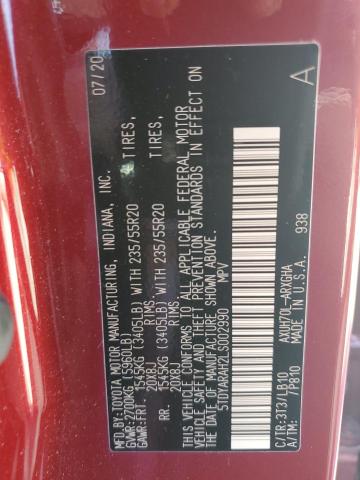 07/20
MFD.BY:TOYOTA MOTOR MANUFACTURING, INDIANA, INC.
GVWR:2700KG (5960LB)
GAWR:FRT. 1545KG (3405LB) WITH 235/55R20 TIRES,
20X8J RIMS.
RR. 1545KG (3405LB) WITH 235/55R20 TIRES,
20X8J RIMS.
THIS VEHICLE CONFORMS TO ALL APPLICABLE FEDERAL MOTOR
VEHICLE SAFETY AND THEFT PREVENTION STANDARDS IN EFFECT
ON THE DATE OF MANUFACTURE SHOWN ABOVE.
5TDYARAH2LS002990 MPV
A
938
C/TR:3T3/LB10 AXUH70L-ARXGHA
A/TM: /P810 MADE IN U.S.A.